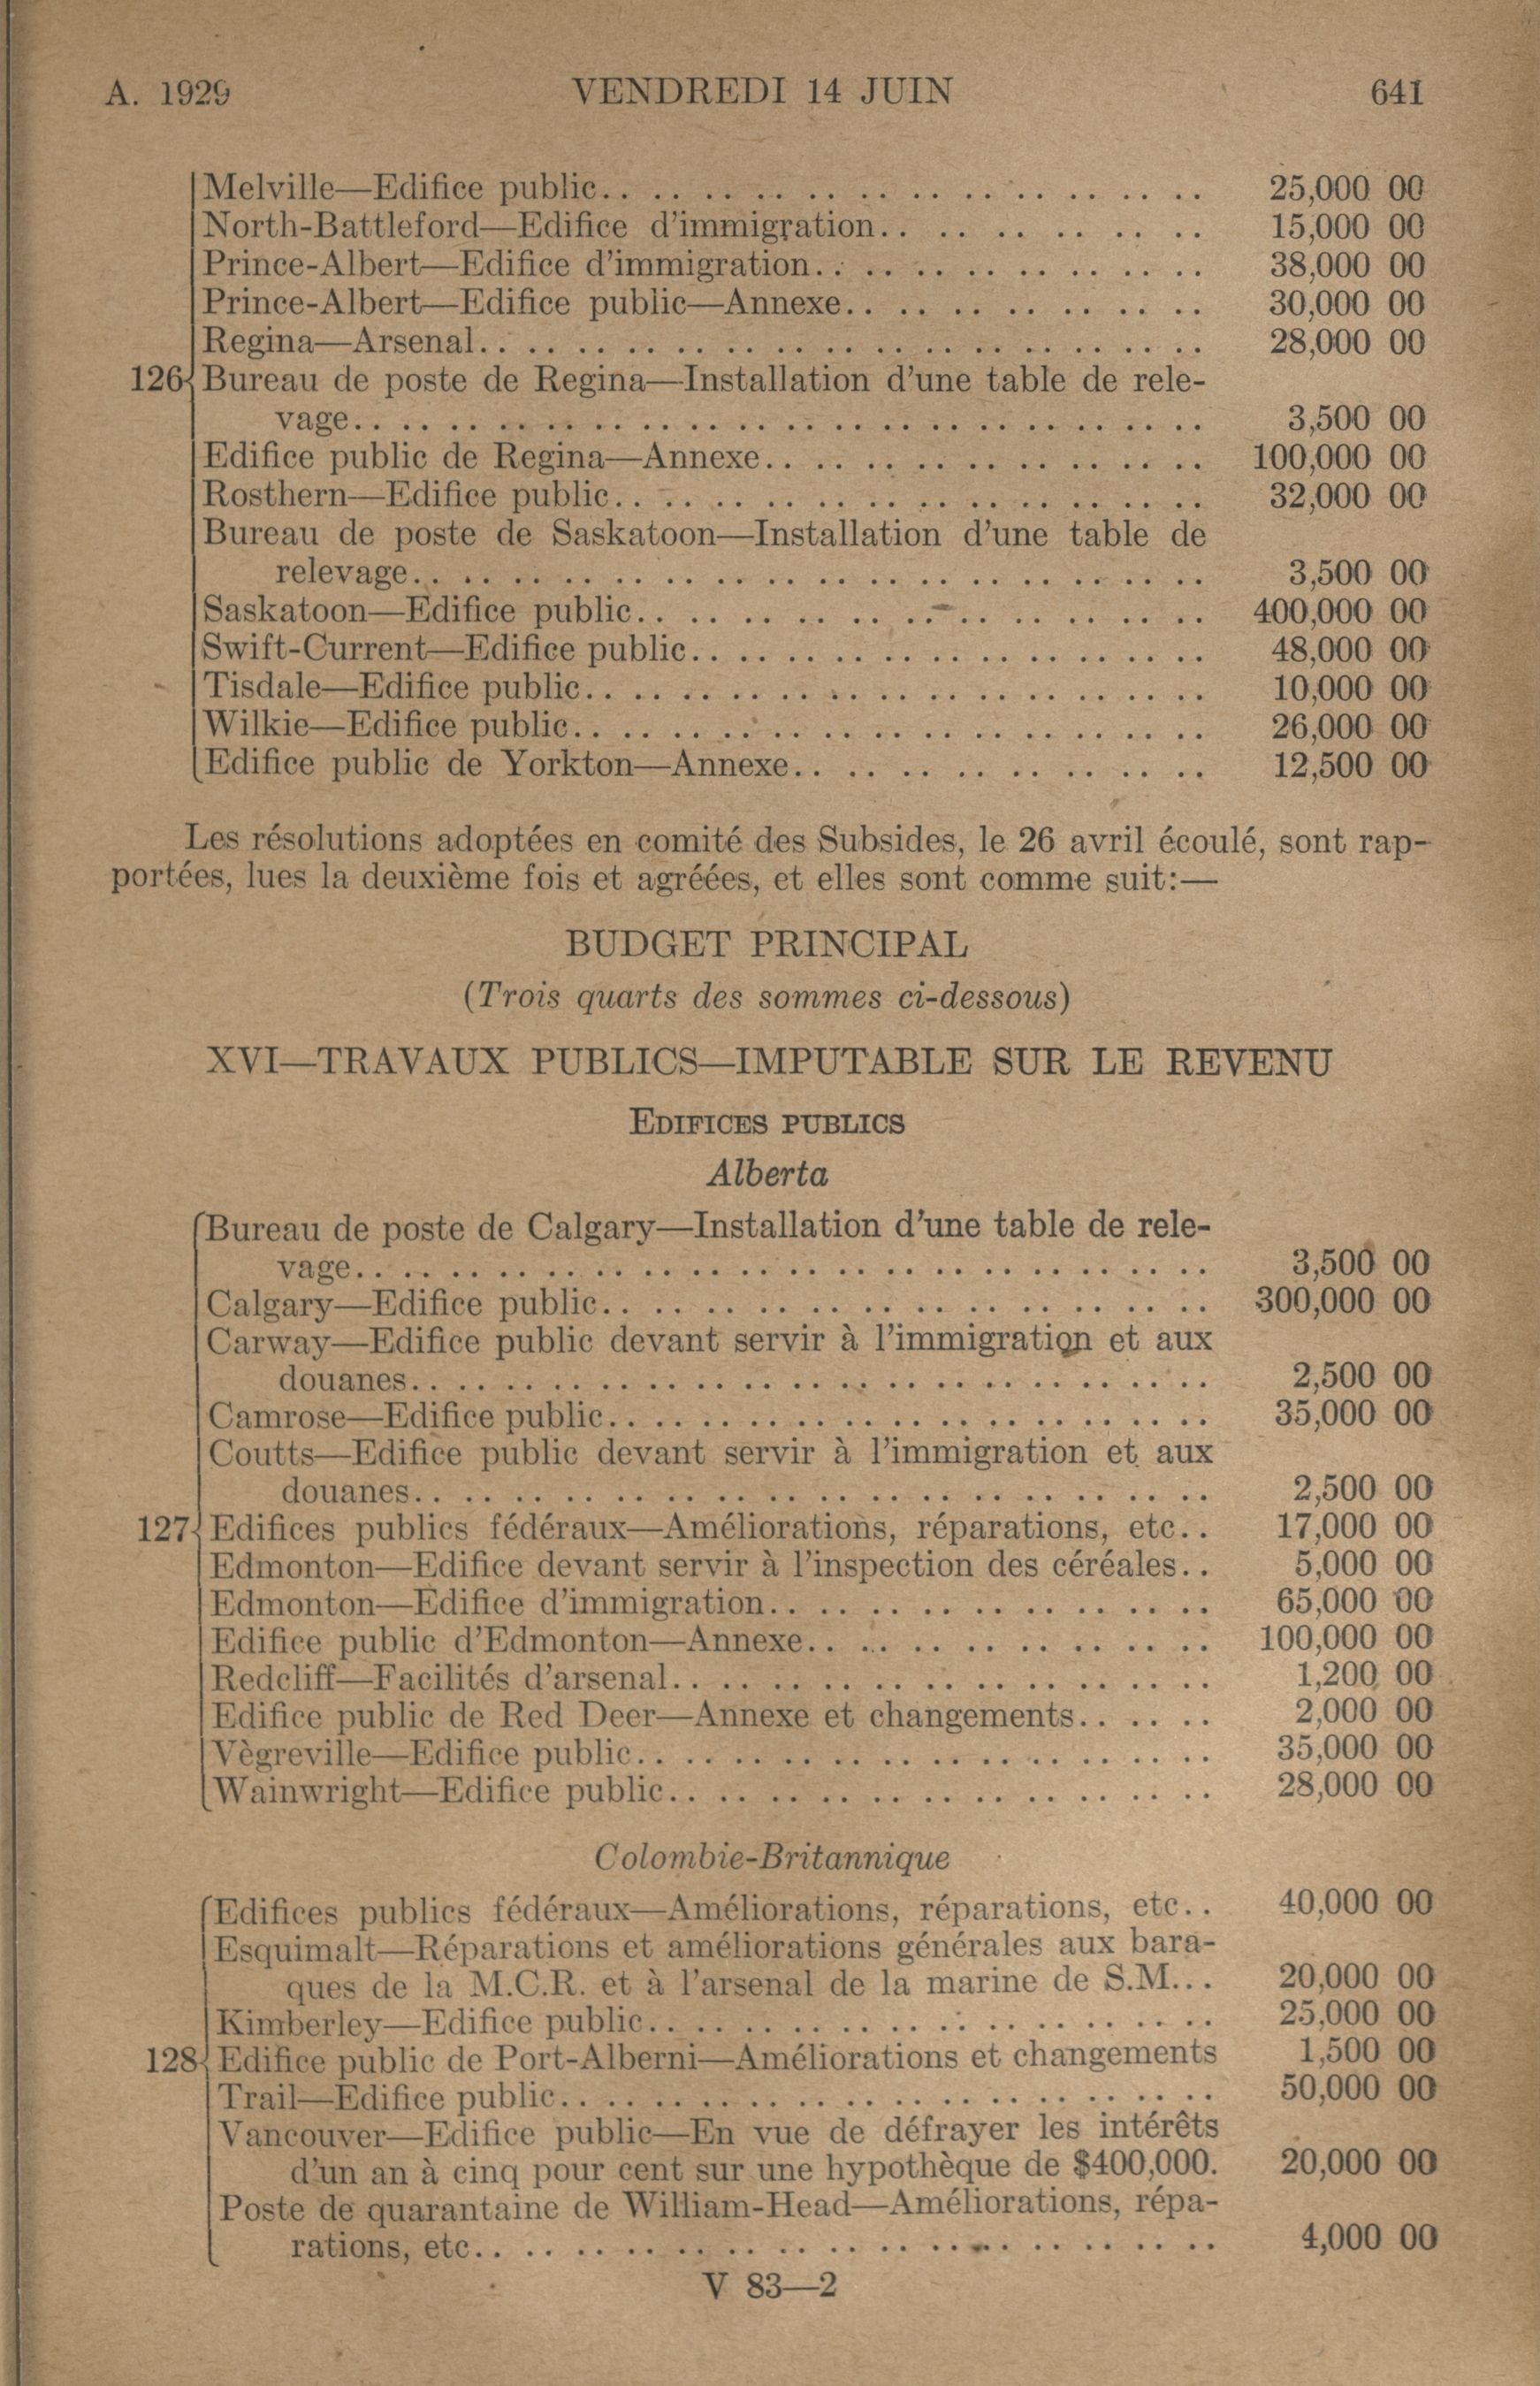 A. 1929 VENDREDI 14 JUIN 641
Melville—Edifice public.. .. .. .. .. .. .. .. .. .. .. .. 25,000 00
North-Battleford—Edifice d'immigration.. .. .. .. .. .. .. 15,000 00
Prince-Albert—Edifice d'immigration.. .. .. .. .. .. .. .. 38,000 00
Prince-Albert—Edifice public—Annexe.. .. .. .. .. .. .. 30,000 00
Regina—Arsenal.. .. .. .. .. .. .. .. .. .. .. .. .. .. .. 28,000 00
126 Bureau de poste de Regina—Installation d'une table de rele-
vage.. .. .. .. .. .. .. .. .. .. .. .. .. .. .. .. .. .. 3,500 00
Edifice public de Regina—Annexe.. .. .. .. .. .. .. .. .. 100,000 00
Rosthern—Edifice public.. .. .. .. .. .. .. .. .. .. .. .. 32,000 00
Bureau de poste de Saskatoon—Installation d'une table de
relevage.. .. .. .. .. .. .. .. .. .. .. .. .. .. .. .. 3,500 00
Saskatoon—Edifice public.. .. .. .. .. .. .. .. .. .. .. 400,000 00
Swift-Current—Edifice public.. .. .. .. .. .. .. .. .. .. 48,000 00
Tisdale—Edifice public.. .. .. .. .. .. .. .. .. .. .. .. .. 10,000 00
Wilkie—Edifice public.. .. .. .. .. .. .. .. .. .. .. .. .. 26,000 00
Edifice public de Yorkton—Annexe.. .. .. .. .. .. .. .. 12,500 00
Les résolutions adoptées en comité des Subsides, le 26 avril écoulé, sont rap-
portées, lues la deuxième fois et agréées, et elles sont comme suit:—
BUDGET PRINCIPAL
(Trois quarts des sommes ci-dessous)
XVI—TRAVAUX PUBLICS—IMPUTABLE SUR LE REVENU
EDIFICES PUBLICS
Alberta
Bureau de poste de Calgary—Installation d'une table de rele-
vage.. .. .. .. .. .. .. .. .. .. .. .. .. .. .. .. .. .. 3,500 00
Calgary—Edifice public.. .. .. .. .. .. .. .. .. .. .. .. 300,000 00
Carway—Edifice public devant servir à l'immigration et aux
douanes.. .. .. .. .. .. .. .. .. .. .. .. .. .. .. .. .. 2,500 00
Camrose—Edifice public.. .. .. .. .. .. .. .. .. .. .. .. .. 35,000 00
Coutts—Edifice public devant servir à l'immigration et aux
douanes.. .. .. .. .. .. .. .. .. .. .. .. .. .. .. .. 2,500 00
127 Edifices publics fédéraux—Améliorations, réparations, etc.. 17,000 00
Edmonton—Edifice devant servir à l'inspection des céréales.. 5,000 00
Edmonton—Edifice d'immigration.. .. .. .. .. .. .. .. .. 65,000 00
Edifice public d'Edmonton—Annexe.. .. .. .. .. .. .. .. 100,000 00
Redcliff—Facilités d'arsenal.. .. .. .. .. .. .. .. .. .. .. 1,200 00
Edifice public de Red Deer—Annexe et changements.. .. .. 2,000 00
Vègreville—Edifice public.. .. .. .. .. .. .. .. .. .. .. .. 35,000 00
Wainwright—Edifice public.. .. .. .. .. .. .. .. .. .. .. 28,000 00
Colombie-Britannique
Edifices publics fédéraux—Améliorations, réparations, etc.. 40,000 00
Esquimalt—Réparations et améliorations générales aux bara-
ques de la M.C.R. et à l'arsenal de la marine de S.M... 20,000 00
Kimberley—Edifice public.. .. .. .. .. .. .. .. .. .. .. .. 25,000 00
128 Edifice public de Port-Alberni—Améliorations et changements 1,500 00
Trail—Edifice public.. .. .. .. .. .. .. .. .. .. .. .. .. .. 50,000 00
Vancouver—Edifice public—En vue de défrayer les intérêts
d'un an à cinq pour cent sur une hypothèque de $400,000. 20,000 00
Poste de quarantaine de William-Head—Améliorations, répa-
rations, etc.. .. .. .. .. .. .. .. .. .. .. .. .. .. .. 4,000 00
V 83—2